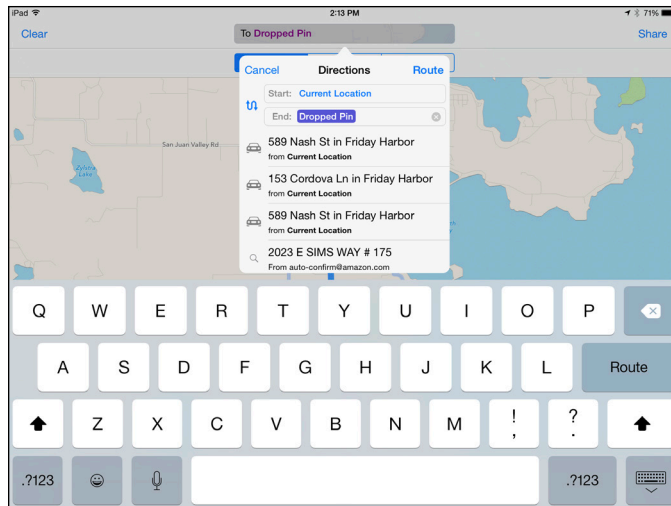 iPad 2:13 PM 71%
Clear To Dropped Pin Share
Cancel Directions Route
Start: Current Location
End: Dropped Pin
San Juan Valley Rd
Zylstra
Lake
589 Nash St in Friday Harbor
from Current Location
153 Cordova Ln in Friday Harbor
from Current Location
589 Nash St in Friday Harbor
from Current Location
2023 E SIMS WAY # 175
From auto-confirm@amazon.com
Q W E R T Y U I O P
A S D F G H J K L Route
Z X C V B N M ! , ? .
.?123 .?123